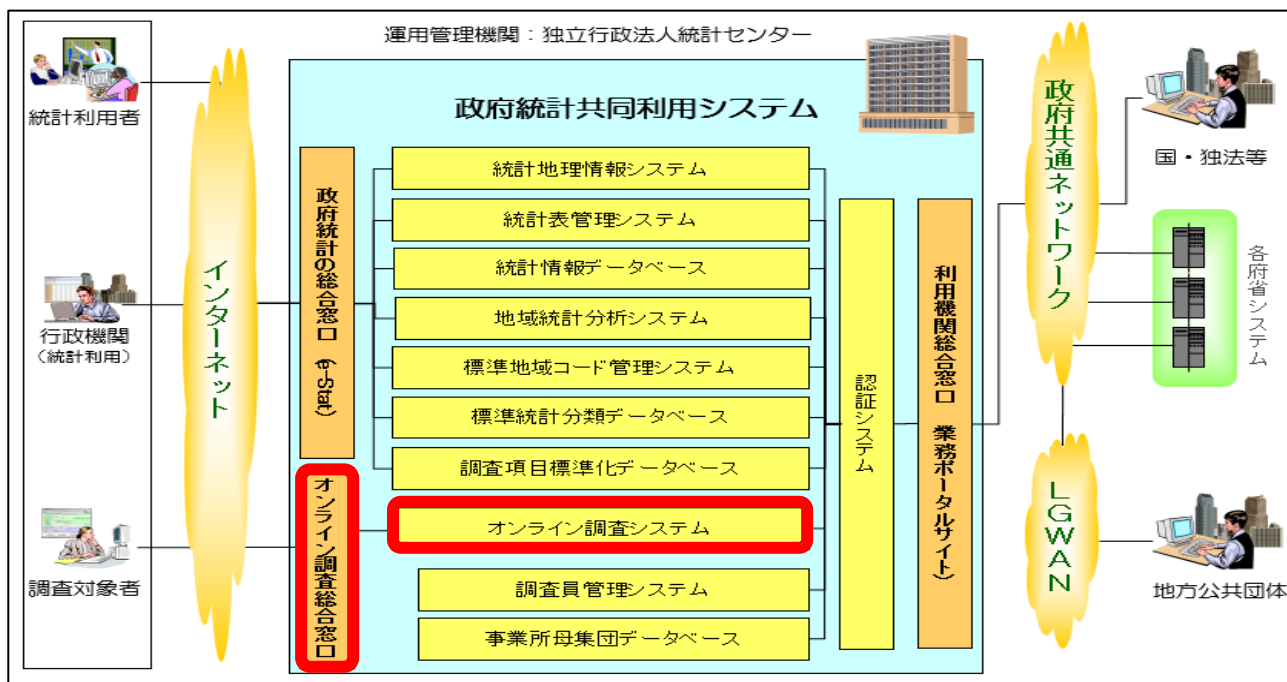 運用管理機関：独立行政法人統計センター
統計利用者
行政機関
（統計利用）
調査対象者
インターネット
政府統計共同利用システム
政府統計の総合窓口 (e-Stat)
オンライン調査総合窓口
統計地理情報システム
統計表管理システム
統計情報データベース
地域統計分析システム
標準地域コード管理システム
標準統計分類データベース
調査項目標準化データベース
オンライン調査システム
調査員管理システム
事業所母集団データベース
認証システム
利用機関総合窓口 業務ポータルサイト)
政府共通ネットワーク
LGWAN
国・独法等
各府省システム
地方公共団体